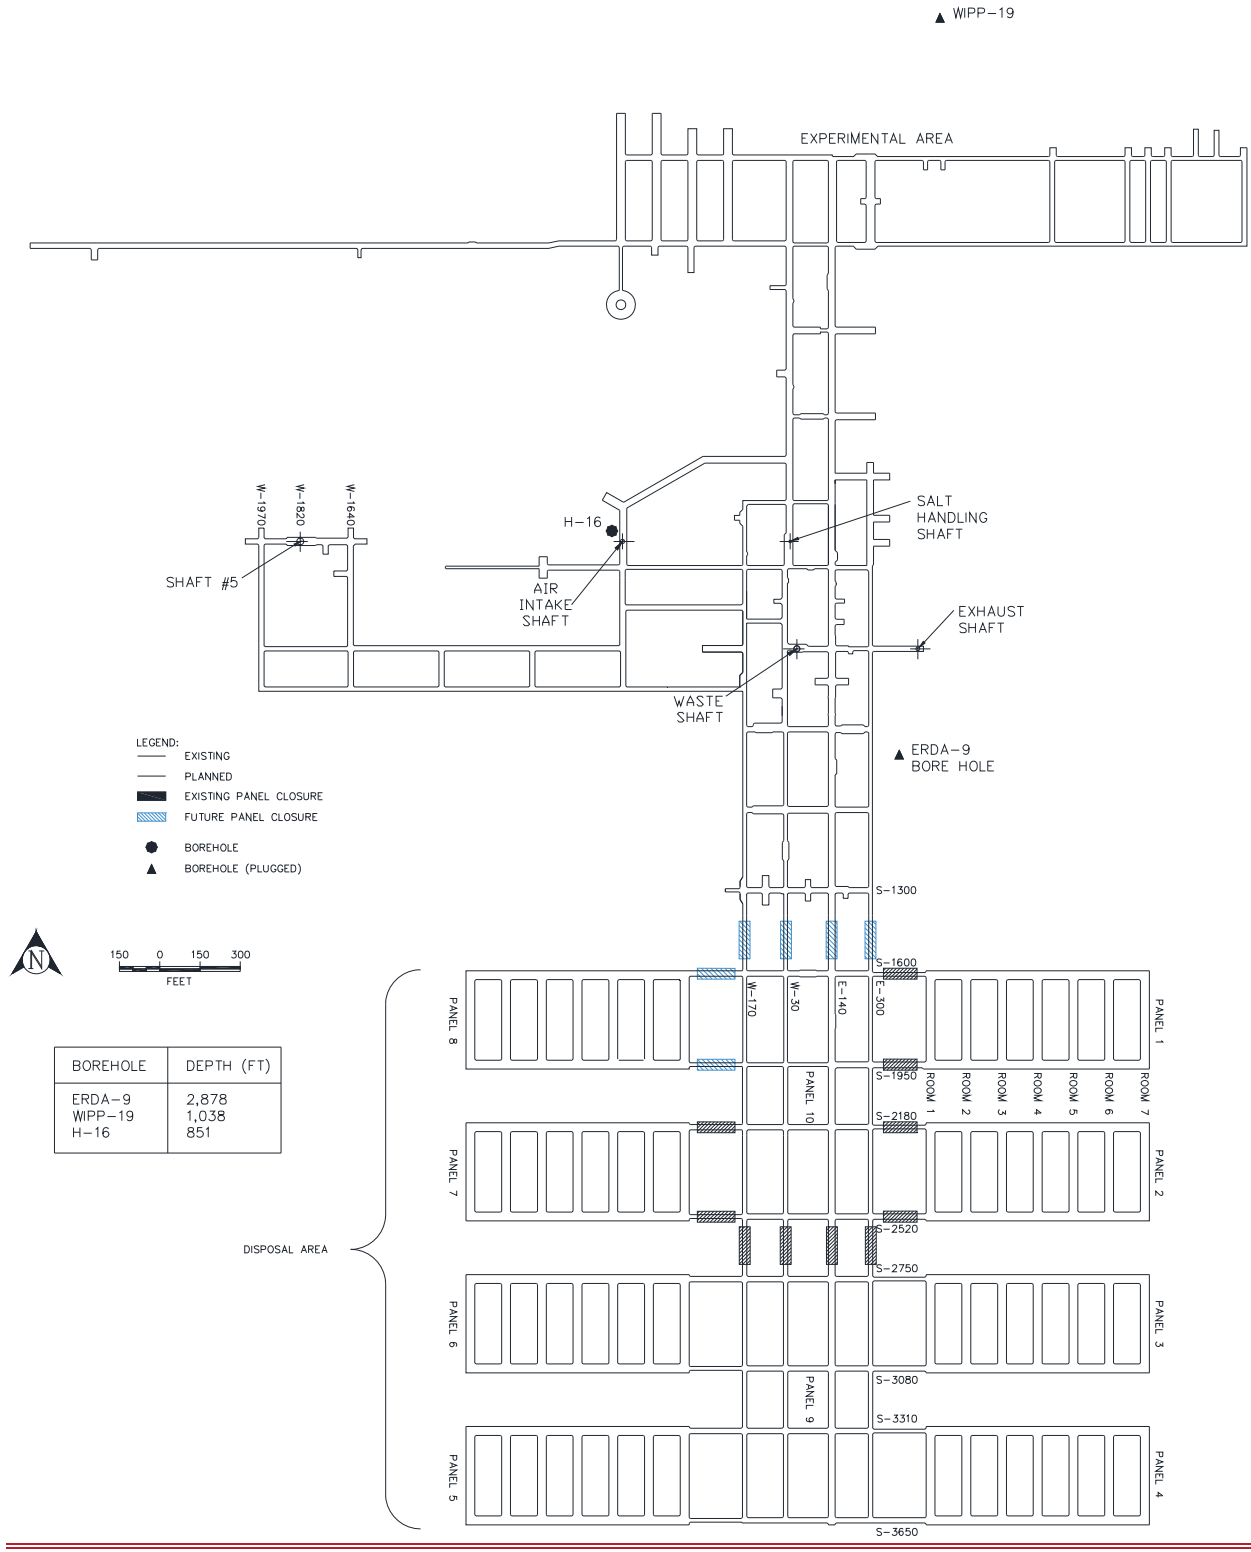 WIPP-19
EXPERIMENTAL AREA
W-1970
W-1820
W-1640
H-16
SALT
HANDLING
SHAFT
SHAFT #5
AIR
INTAKE
SHAFT
EXHAUST
SHAFT
WASTE
SHAFT
ERDA-9
BORE HOLE
LEGEND:
EXISTING
PLANNED
EXISTING PANEL CLOSURE
FUTURE PANEL CLOSURE
BOREHOLE
BOREHOLE (PLUGGED)
S-1300
N
150 0 150 300
FEET
S-1600
W-170
W-30
E-140
E-300
PANEL 8
PANEL 1
BOREHOLE DEPTH (FT)
ERDA-9 2,878
WIPP-19 1,038
H-16 851
S-1950
PANEL 10
ROOM 1
ROOM 2
ROOM 3
ROOM 4
ROOM 5
ROOM 6
ROOM 7
S-2180
PANEL 7
PANEL 2
S-2520
DISPOSAL AREA
S-2750
PANEL 6
PANEL 3
S-3080
PANEL 9
S-3310
PANEL 5
PANEL 4
S-3650